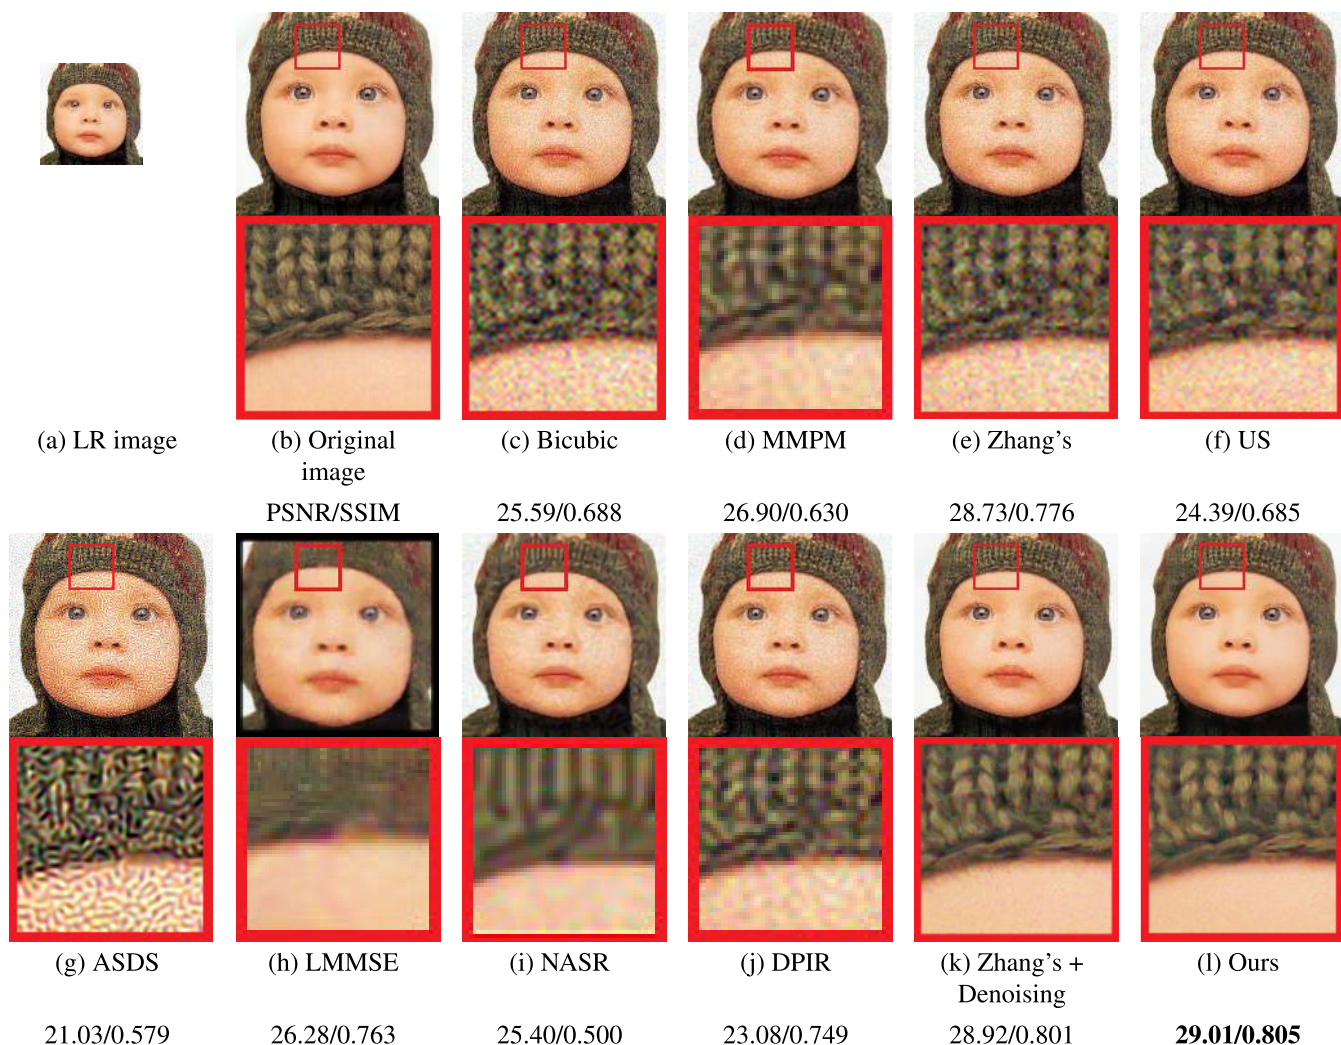 (a) LR image
(b) Original
image
(c) Bicubic
(d) MMPM
(e) Zhang's
(f) US
PSNR/SSIM
25.59/0.688
26.90/0.630
28.73/0.776
24.39/0.685
(g) ASDS
(h) LMMSE
(i) NASR
(j) DPIR
(k) Zhang's +
Denoising
(l) Ours
21.03/0.579
26.28/0.763
25.40/0.500
23.08/0.749
28.92/0.801
29.01/0.805